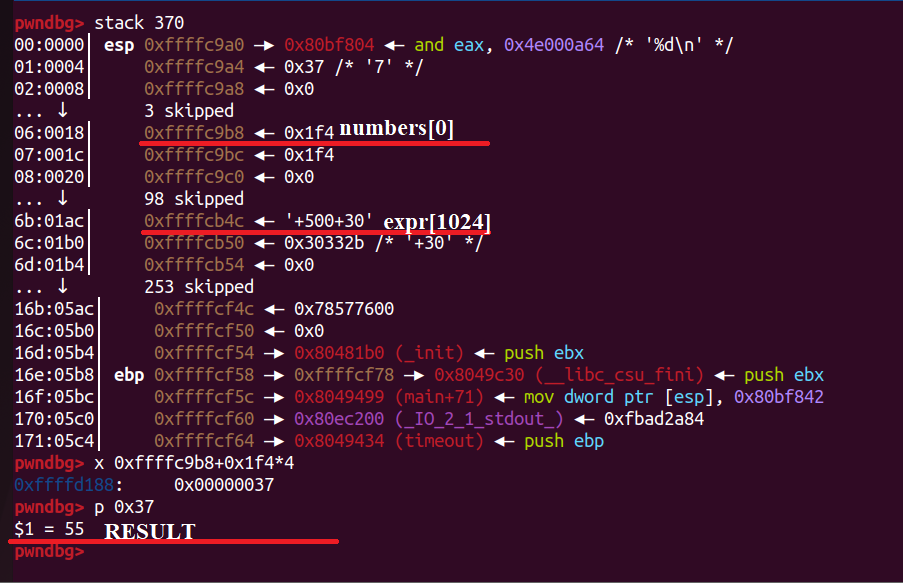 pwndbg> stack 370
00:0000│ esp 0xffffc9a0 —▸ 0x80bf804 ◂— and eax, 0x4e000a64 /* '%d\n' */
01:0004│ 0xffffc9a4 ◂— 0x37 /* '7' */
02:0008│ 0xffffc9a8 ◂— 0x0
... ↓ 3 skipped
06:0018│ 0xffffc9b8 ◂— 0x1f4 numbers[0]
07:001c│ 0xffffc9bc ◂— 0x1f4
08:0020│ 0xffffc9c0 ◂— 0x0
... ↓ 98 skipped
6b:01ac│ 0xffffcb4c ◂— '+500+30' expr[1024]
6c:01b0│ 0xffffcb50 ◂— 0x30332b /* '+30' */
6d:01b4│ 0xffffcb54 ◂— 0x0
... ↓ 253 skipped
16b:05ac│ 0xffffcf4c ◂— 0x78577600
16c:05b0│ 0xffffcf50 ◂— 0x0
16d:05b4│ 0xffffcf54 —▸ 0x80481b0 (_init) ◂— push ebx
16e:05b8│ ebp 0xffffcf58 —▸ 0xffffcf78 —▸ 0x8049c30 (__libc_csu_fini) ◂— push ebx
16f:05bc│ 0xffffcf5c —▸ 0x8049499 (main+71) ◂— mov dword ptr [esp], 0x80bf842
170:05c0│ 0xffffcf60 —▸ 0x80ec200 (_IO_2_1_stdout_) ◂— 0xfbad2a84
171:05c4│ 0xffffcf64 —▸ 0x8049434 (timeout) ◂— push ebp
pwndbg> x 0xffffc9b8+0x1f4*4
0xffffd188: 0x00000037
pwndbg> p 0x37
$1 = 55 RESULT
pwndbg>